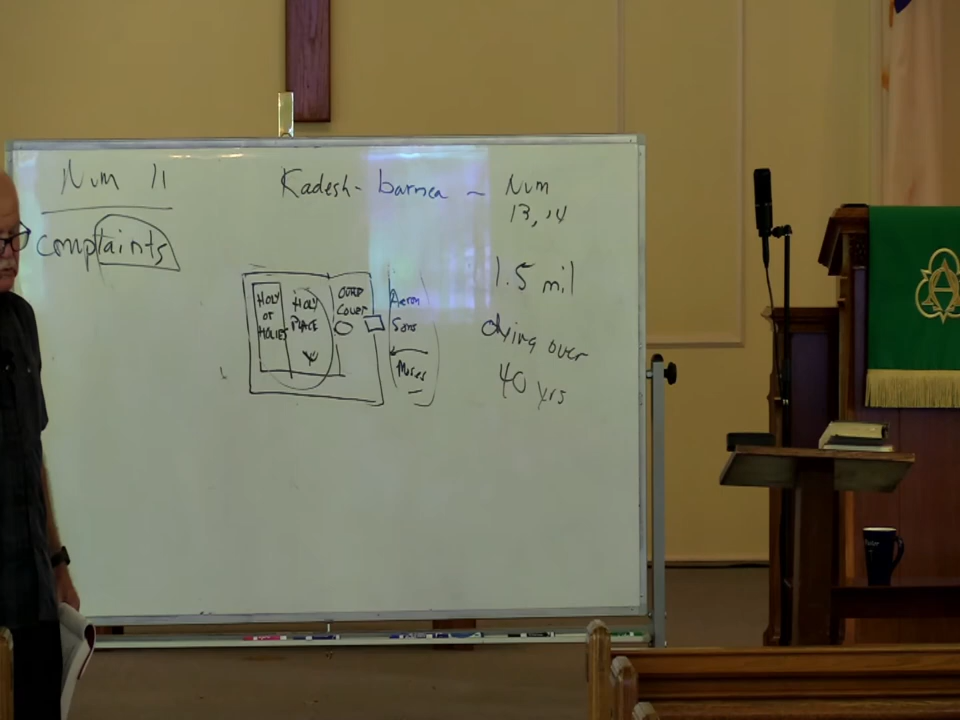 Num 11
complaints
Kadesh-barnea ~ Num
13, 14
1.5 mil
dying over
40 yrs
HOLY
OF
HOLIES
HOLY
PLACE
COURT
Aaron
Sons
Moses